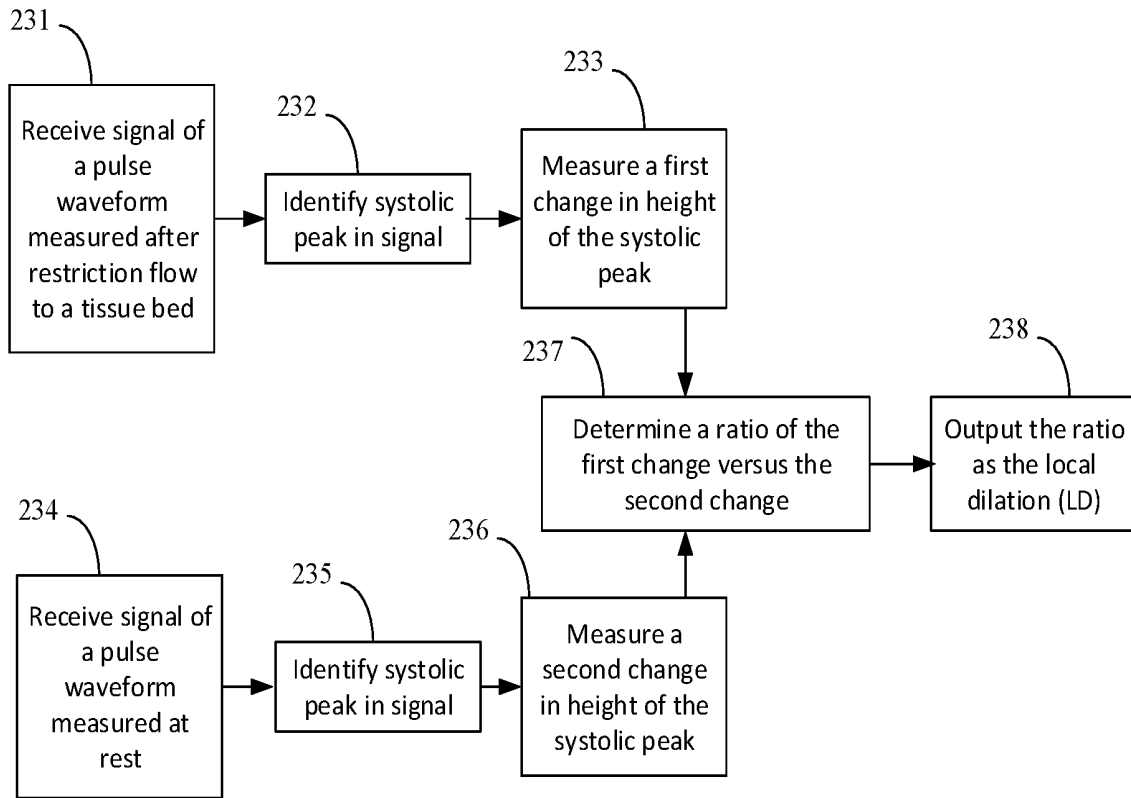 231
Receive signal of
a pulse
waveform
measured after
restriction flow
to a tissue bed
232
Identify systolic
peak in signal
233
Measure a first
change in height
of the systolic
peak
234
Receive signal of
a pulse
waveform
measured at
rest
235
Identify systolic
peak in signal
236
Measure a
second change
in height of the
systolic peak
237
Determine a ratio of the
first change versus the
second change
238
Output the ratio
as the local
dilation (LD)